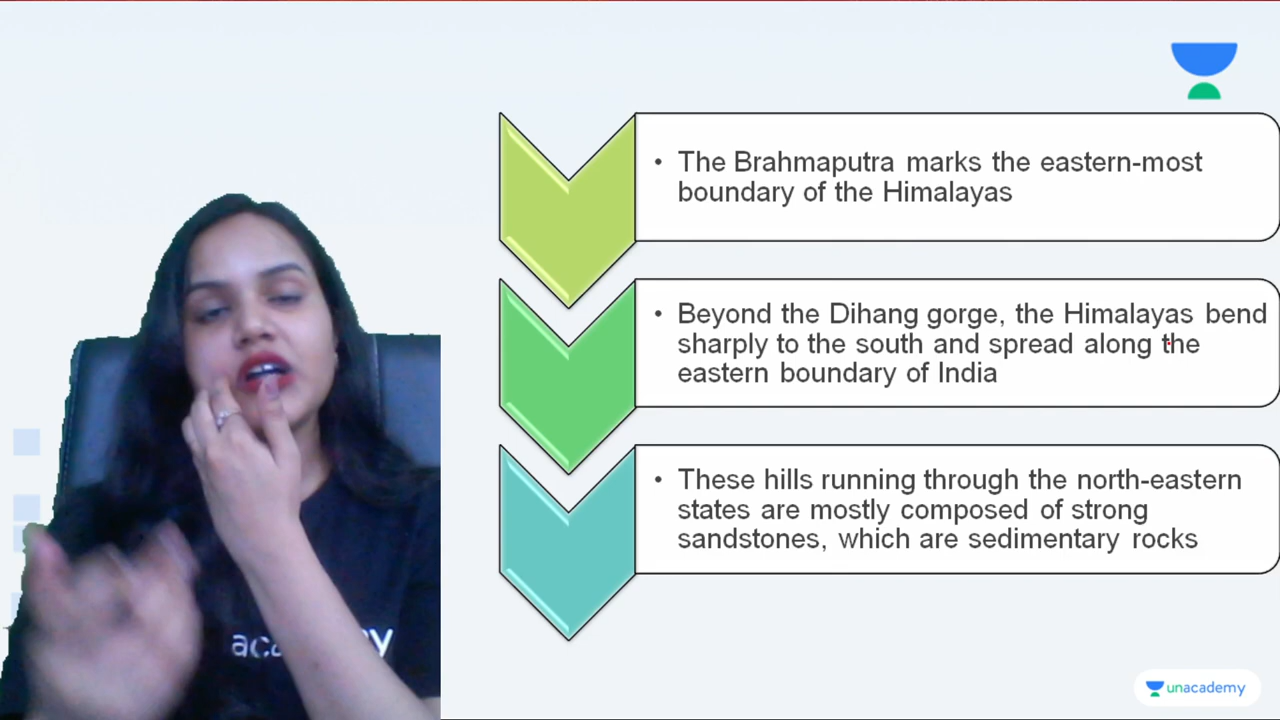 • The Brahmaputra marks the eastern-most
boundary of the Himalayas
• Beyond the Dihang gorge, the Himalayas bend
sharply to the south and spread along the
eastern boundary of India
• These hills running through the north-eastern
states are mostly composed of strong
sandstones, which are sedimentary rocks
unacademy